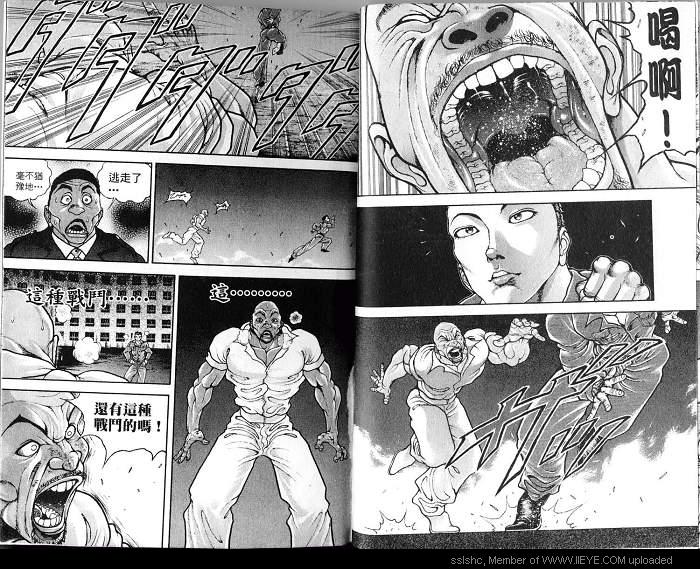 喝啊！
逃走了
…
毫不猶
豫地…
這………
這種戰鬥……
還有這種
戰鬥的嗎！
sslshc, Member of WWW.IIEYE.COM uploaded